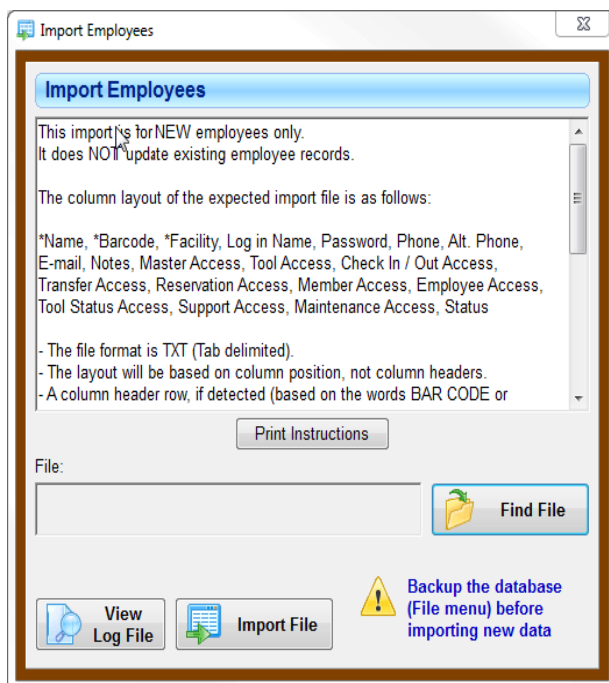 Import Employees
Import Employees
This import is for NEW employees only.
It does NOT update existing employee records.
The column layout of the expected import file is as follows:
*Name, *Barcode, *Facility, Log in Name, Password, Phone, Alt. Phone,
E-mail, Notes, Master Access, Tool Access, Check In / Out Access,
Transfer Access, Reservation Access, Member Access, Employee Access,
Tool Status Access, Support Access, Maintenance Access, Status
- The file format is TXT (Tab delimited).
- The layout will be based on column position, not column headers.
- A column header row, if detected (based on the words BAR CODE or
Print Instructions
File:
Find File
View
Log File
Import File
Backup the database
(File menu) before
importing new data